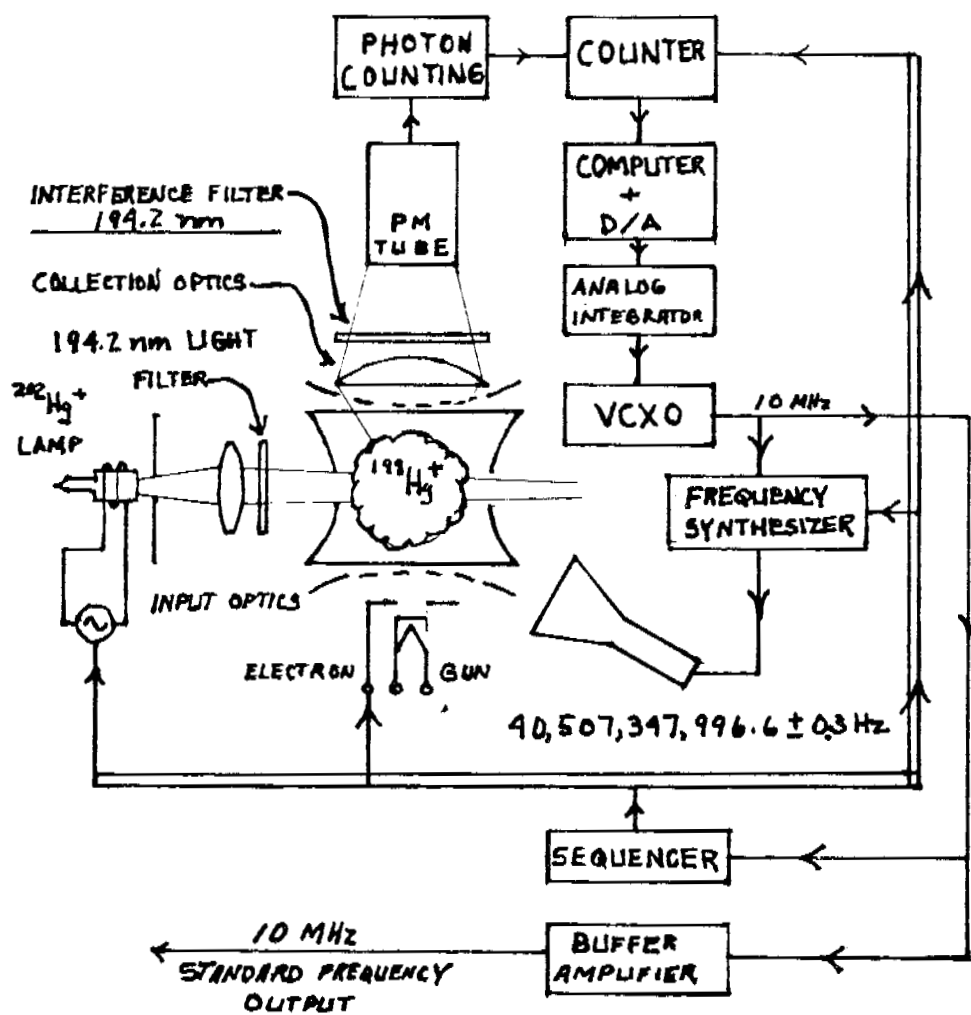 PHOTON
COUNTING
COUNTER
COMPUTER
+
D/A
INTERFERENCE FILTER
194.2 nm
PM
TUBE
COLLECTION OPTICS
ANALOG
INTEGRATOR
194.2 nm LIGHT
FILTER
202Hg+
LAMP
VCXO
10 MHz
198Hg+
FREQUENCY
SYNTHESIZER
INPUT OPTICS
ELECTRON GUN
40,507,347,996.6 ± 0.3 Hz
SEQUENCER
10 MHz
STANDARD FREQUENCY
OUTPUT
BUFFER
AMPLIFIER